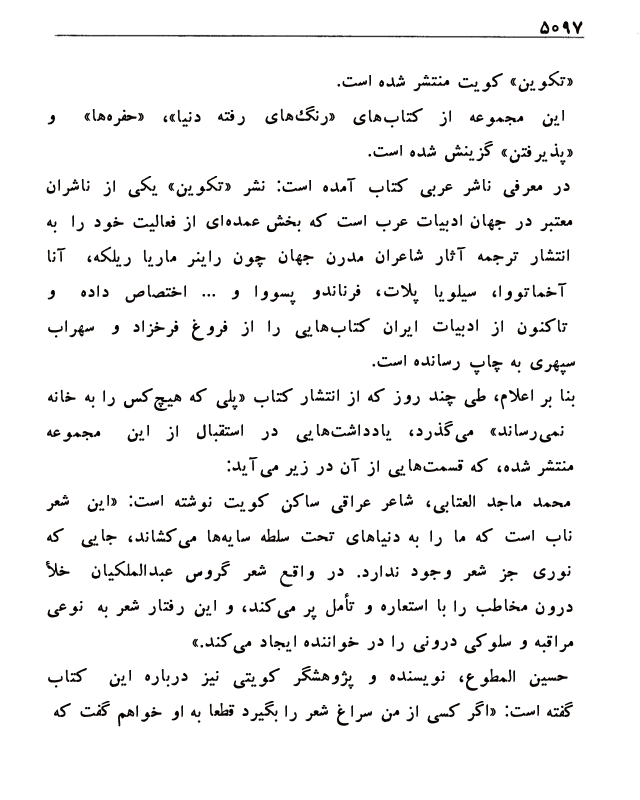 ۵۰۹۷
«تکوین» کویت منتشر شده است.
این مجموعه از کتاب‌های «رنگ‌های رفته دنیا»، «حفره‌ها» و
«پذیرفتن» گزینش شده است.
در معرفی ناشر عربی کتاب آمده است: نشر «تکوین» یکی از ناشران
معتبر در جهان ادبیات عرب است که بخش عمده‌ای از فعالیت خود را به
انتشار ترجمه آثار شاعران مدرن جهان چون راینر ماریا ریلکه، آنا
آخماتووا، سیلویا پلات، فرناندو پسووا و ... اختصاص داده و
تاکنون از ادبیات ایران کتاب‌هایی را از فروغ فرخزاد و سهراب
سپهری به چاپ رسانده است.
بنا بر اعلام، طی چند روز که از انتشار کتاب «پلی که هیچ‌کس را به خانه
نمی‌رساند» می‌گذرد، یادداشت‌هایی در استقبال از این مجموعه
منتشر شده، که قسمت‌هایی از آن در زیر می‌آید:
محمد ماجد العتابی، شاعر عراقی ساکن کویت نوشته است: «این شعر
ناب است که ما را به دنیاهای تحت سلطه سایه‌ها می‌کشاند، جایی که
نوری جز شعر وجود ندارد. در واقع شعر گروس عبدالملکیان خلأ
درون مخاطب را با استعاره و تأمل پر می‌کند، و این رفتار شعر به نوعی
مراقبه و سلوکی درونی را در خواننده ایجاد می‌کند.»
حسین المطوع، نویسنده و پژوهشگر کویتی نیز درباره این کتاب
گفته است: «اگر کسی از من سراغ شعر را بگیرد قطعا به او خواهم گفت که